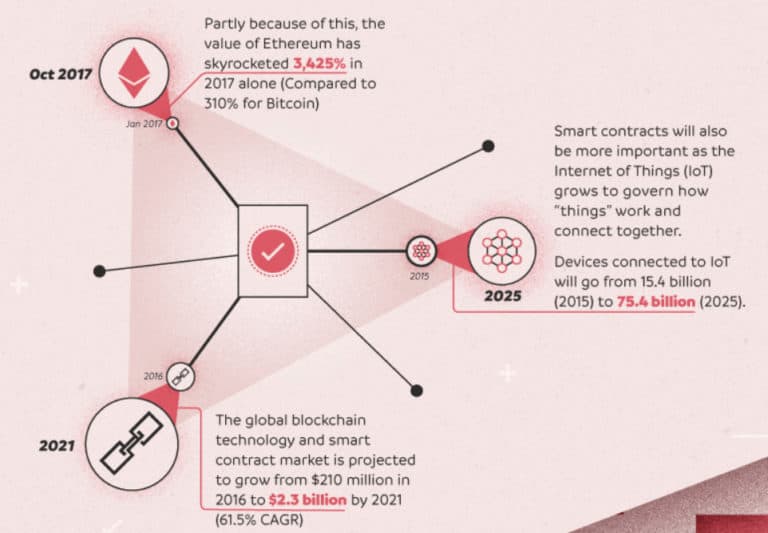 Partly because of this, the
value of Ethereum has
skyrocketed 3,425% in
2017 alone (Compared to
310% for Bitcoin)
Oct 2017
Jan 2017
Smart contracts will also
be more important as the
Internet of Things (IoT)
grows to govern how
"things" work and
connect together.
Devices connected to IoT
will go from 15.4 billion
(2015) to 75.4 billion (2025).
2015
2025
2016
2021
The global blockchain
technology and smart
contract market is projected
to grow from $210 million in
2016 to $2.3 billion by 2021
(61.5% CAGR)